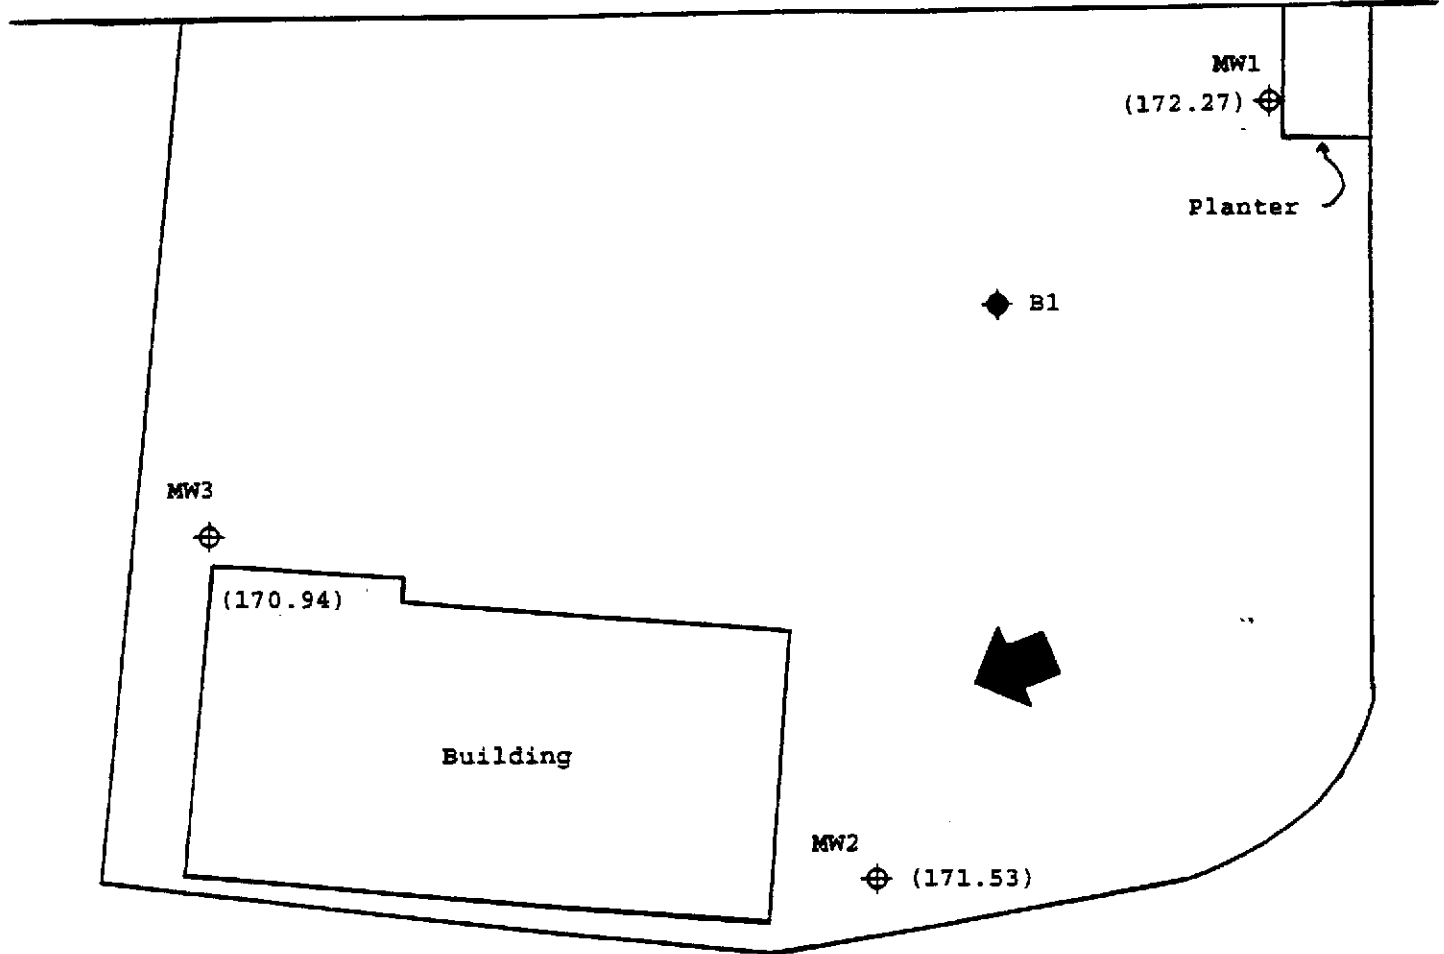 MW1
(172.27)
Planter
B1
MW3
(170.94)
Building
MW2
(171.53)